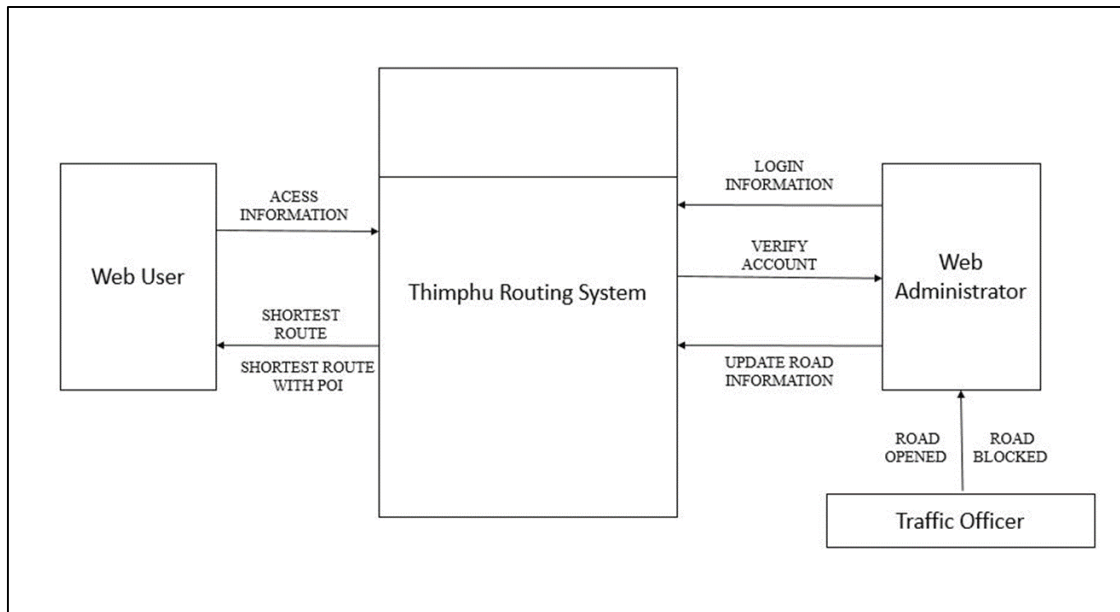 Web User
ACESS
INFORMATION
SHORTEST
ROUTE
SHORTEST ROUTE
WITH POI
Thimphu Routing System
LOGIN
INFORMATION
VERIFY
ACCOUNT
UPDATE ROAD
INFORMATION
Web
Administrator
ROAD
OPENED
ROAD
BLOCKED
Traffic Officer